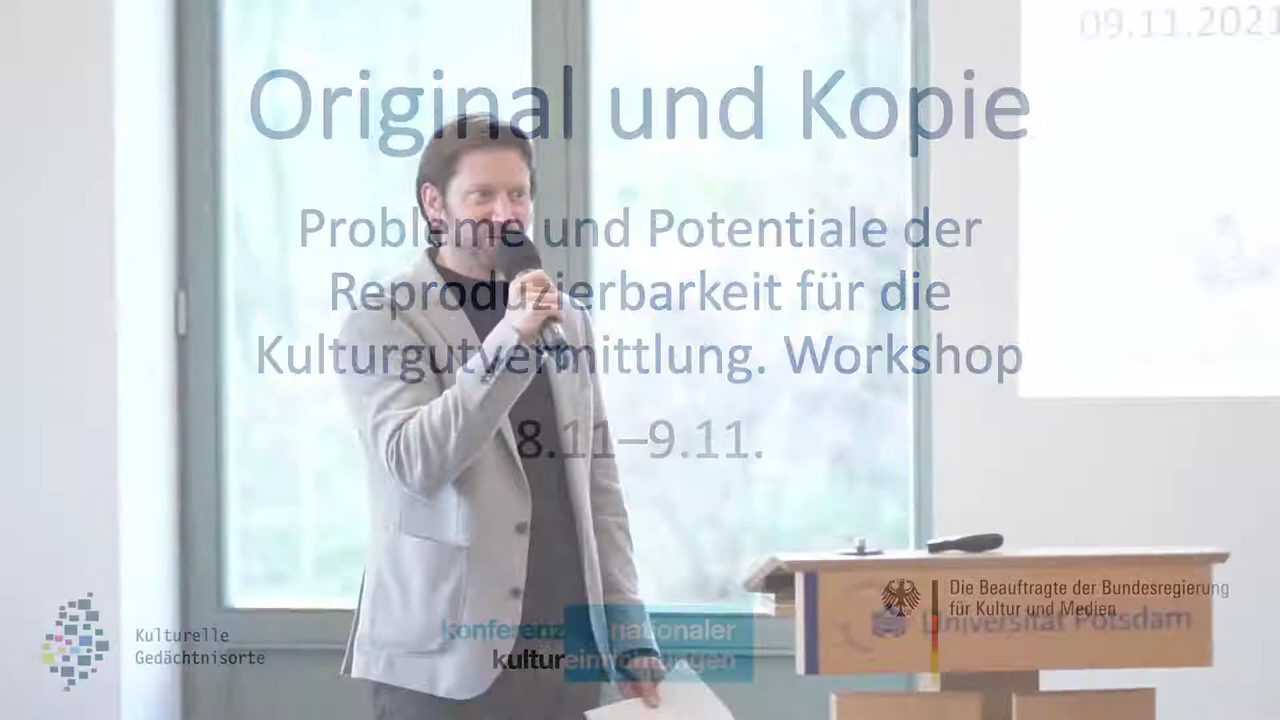 09.11.2021
Original und Kopie
Probleme und Potentiale der
Reproduzierbarkeit für die
Kulturgutvermittlung. Workshop
8.11–9.11.
Kulturelle
Gedächtnisorte
konferenz nationaler
kultureinrichtungen
Die Beauftragte der Bundesregierung
für Kultur und Medien
Universität Potsdam